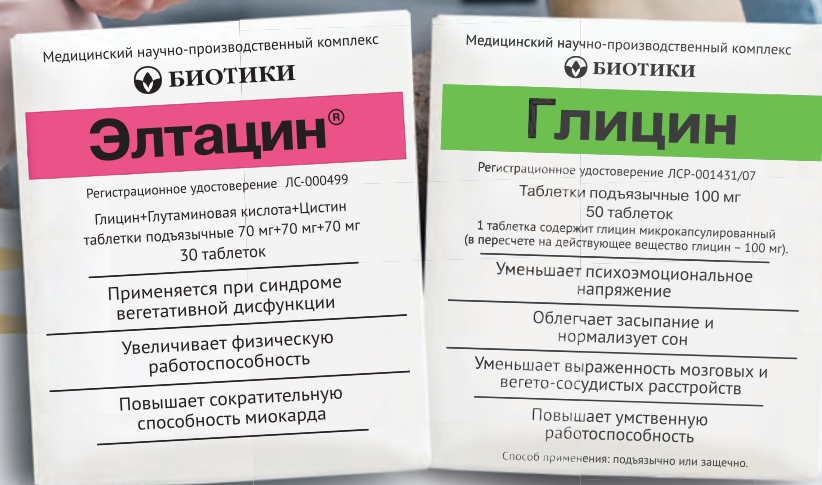 Медицинский научно-производственный комплекс
БИОТИКИ
Элтацин®
Регистрационное удостоверение ЛС-000499
Глицин+Глутаминовая кислота+Цистин
таблетки подъязычные 70 мг+70 мг+70 мг
30 таблеток
Применяется при синдроме
вегетативной дисфункции
Увеличивает физическую
работоспособность
Повышает сократительную
способность миокарда
Медицинский научно-производственный комплекс
БИОТИКИ
Глицин
Регистрационное удостоверение ЛСР-001431/07
Таблетки подъязычные 100 мг
50 таблеток
1 таблетка содержит глицин микрокапсулированный
(в пересчете на действующее вещество глицин – 100 мг).
Уменьшает психоэмоциональное
напряжение
Облегчает засыпание и
нормализует сон
Уменьшает выраженность мозговых и
вегето-сосудистых расстройств
Повышает умственную
работоспособность
Способ применения: подъязычно или защечно.